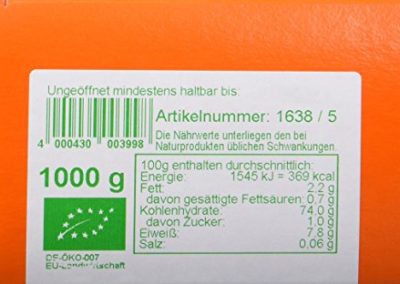 Ungeöffnet mindestens haltbar bis:
Artikelnummer: 1638 / 5
4 000430 003998
Die Nährwerte unterliegen den bei
Naturprodukten üblichen Schwankungen.
1000 g
100g enthalten durchschnittlich:
Energie: 1545 kJ = 369 kcal
Fett: 2,2 g
davon gesättigte Fettsäuren: 0,7 g
Kohlenhydrate: 74,0 g
davon Zucker: 1,0 g
Eiweiß: 7,8 g
Salz: 0,06 g
DE-ÖKO-007
EU-Landwirtschaft